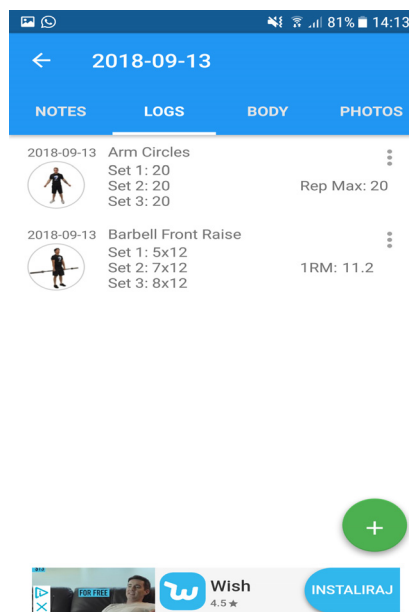 81% 14:13
2018-09-13
NOTES LOGS BODY PHOTOS
2018-09-13 Arm Circles
Set 1: 20
Set 2: 20 Rep Max: 20
Set 3: 20
2018-09-13 Barbell Front Raise
Set 1: 5x12
Set 2: 7x12 1RM: 11.2
Set 3: 8x12
+
FOR FREE
Wish
4.5 ★
INSTALIRAJ